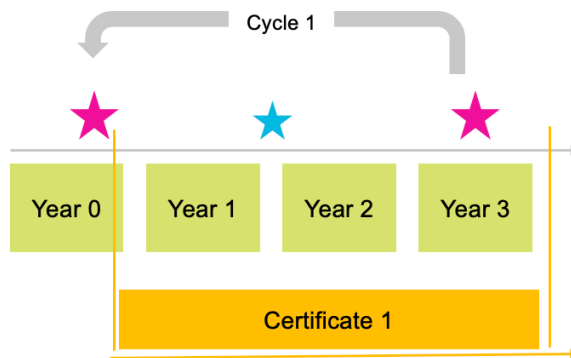 Cycle 1
Year 0
Year 1
Year 2
Year 3
Certificate 1